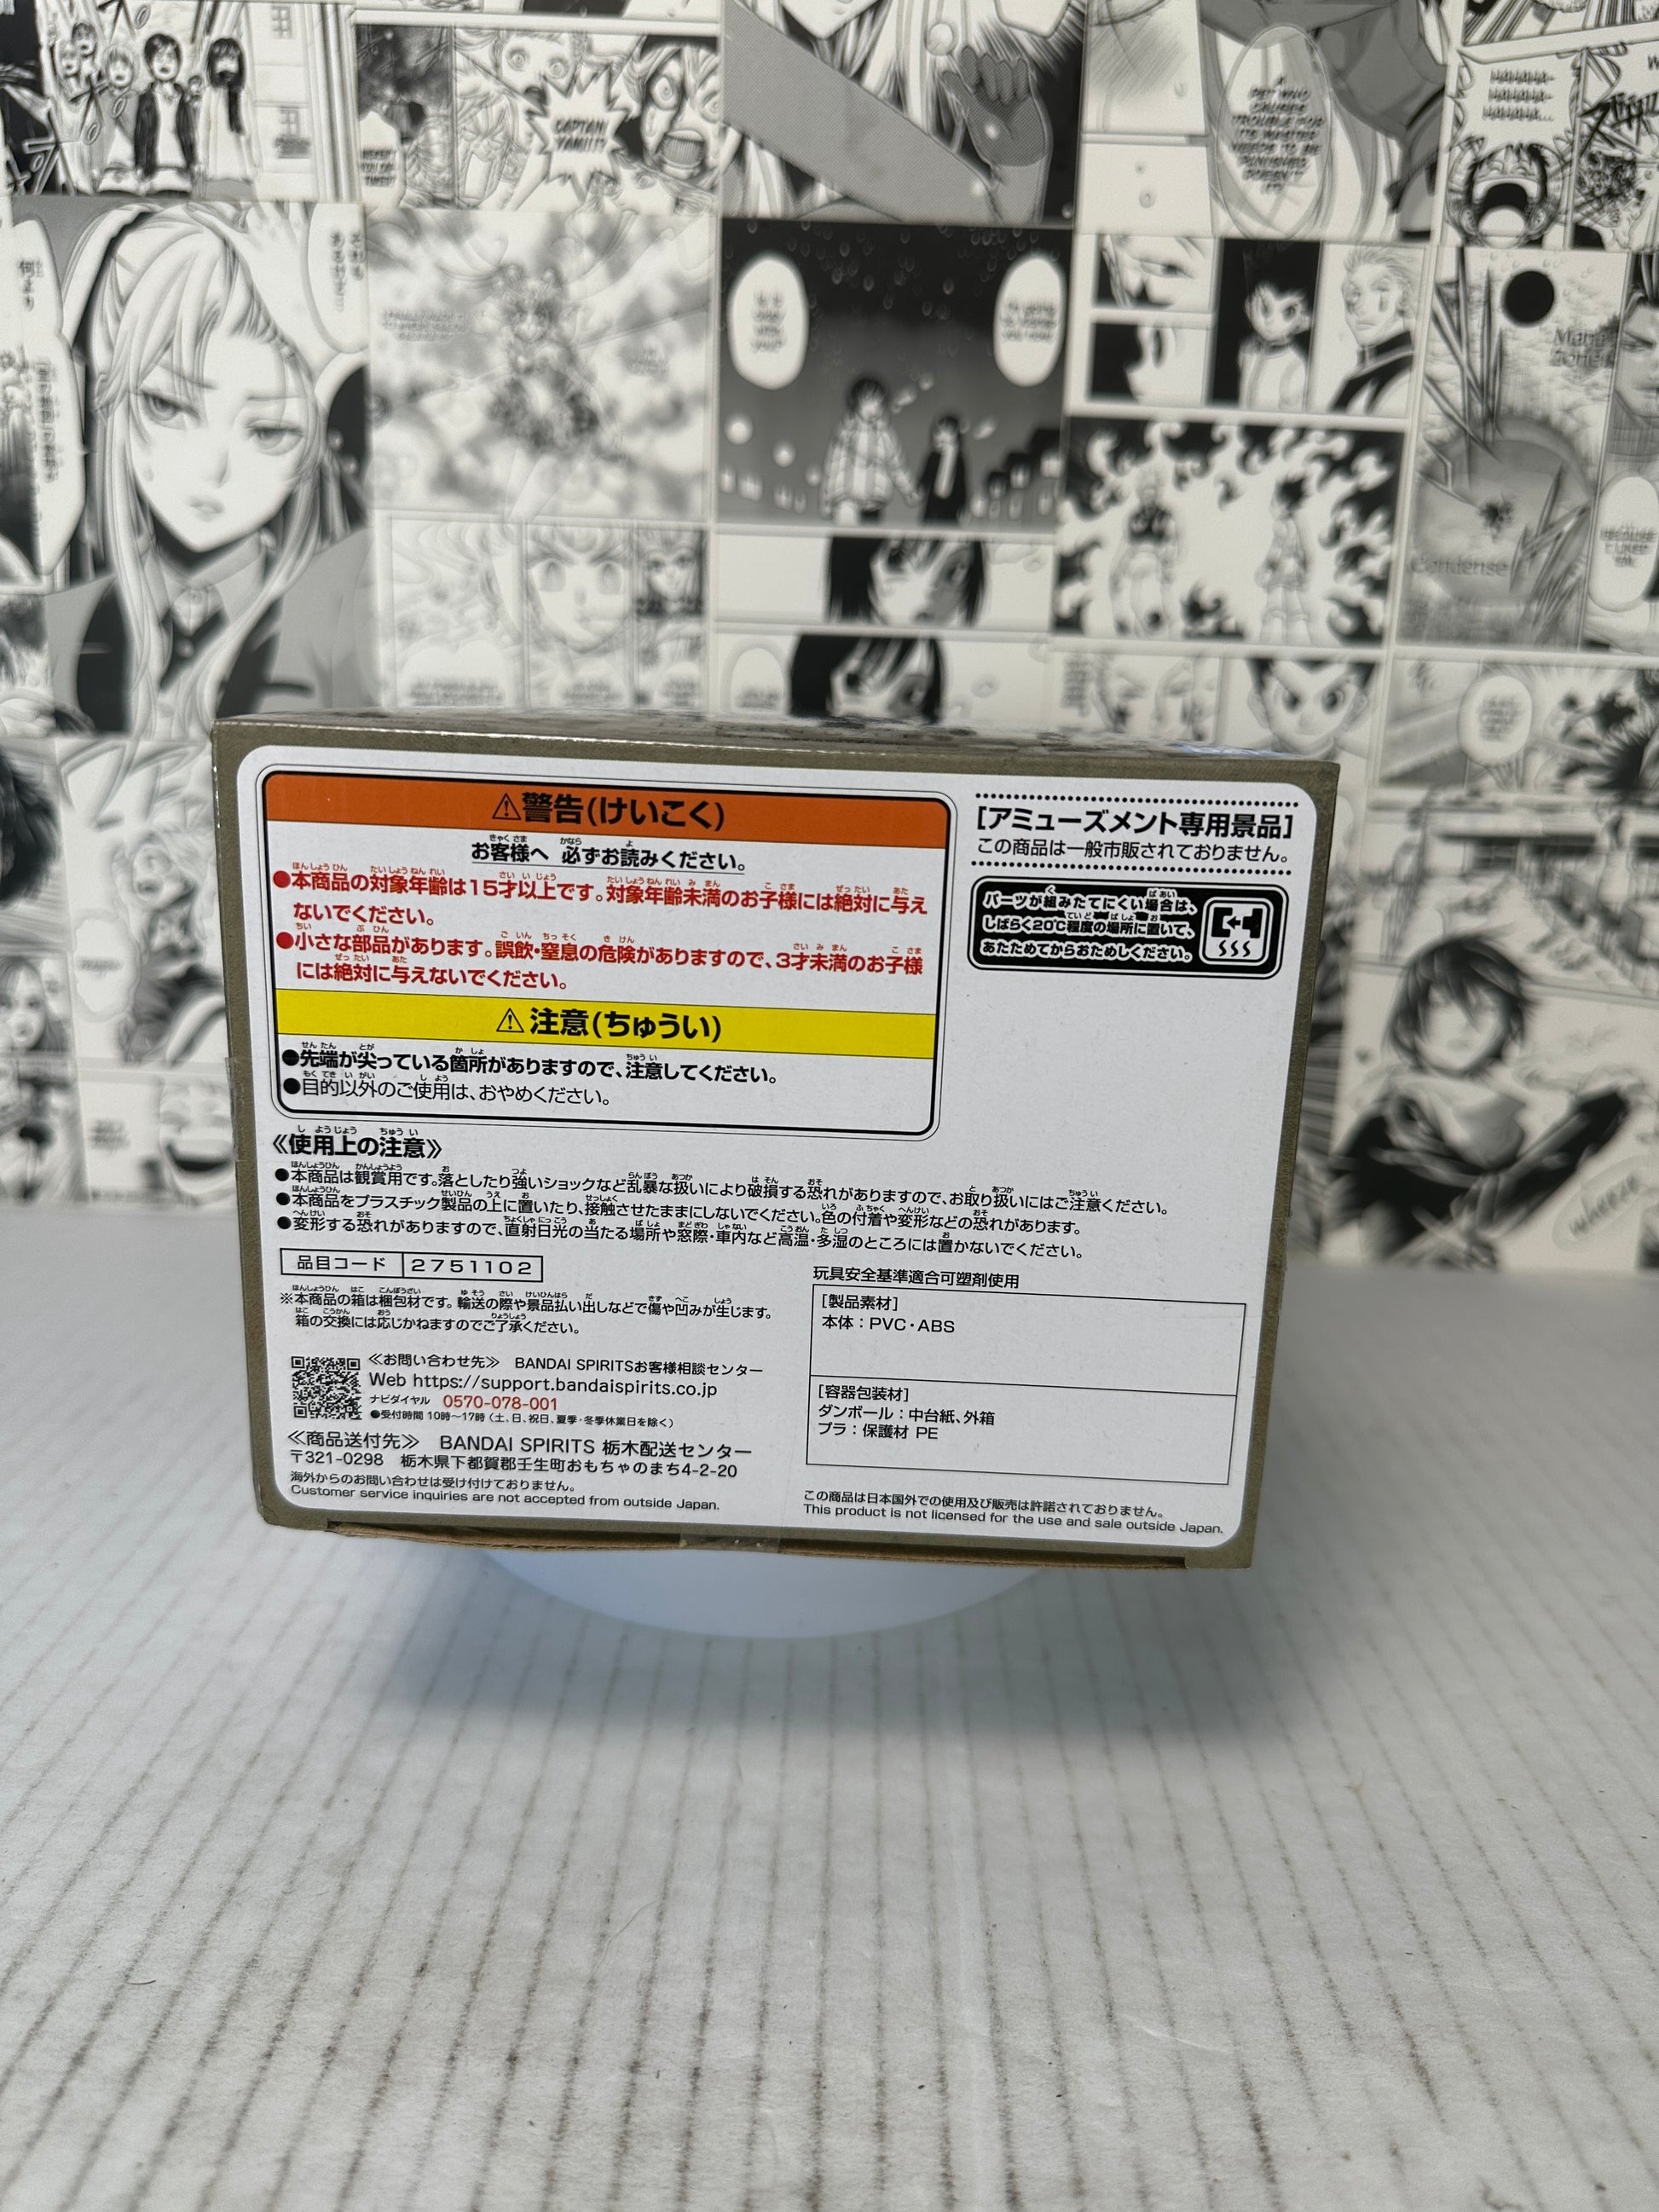 CAPTAIN YAMI!!?
HAHAHA-
HAHAHA-
HAHAHA...
何より
Condense
wheeze
⚠警告(けいこく)
お客様へ 必ずお読みください。
●本商品の対象年齢は15才以上です。対象年齢未満のお子様には絶対に与え
ないでください。
●小さな部品があります。誤飲・窒息の危険がありますので、3才未満のお子様
には絶対に与えないでください。
⚠注意(ちゅうい)
●先端が尖っている箇所がありますので、注意してください。
●目的以外のご使用は、おやめください。
[アミューズメント専用景品]
この商品は一般市販されておりません。
パーツが組みたてにくい場合は、
しばらく20℃程度の場所に置いて、
あたためてからおためしください。
《使用上の注意》
●本商品は観賞用です。落としたり強いショックなど乱暴な扱いにより破損する恐れがありますので、お取り扱いにはご注意ください。
●本商品をプラスチック製品の上に置いたり、接触させたままにしないでください。色の付着や変形などの恐れがあります。
●変形する恐れがありますので、直射日光の当たる場所や窓際・車内など高温・多湿のところには置かないでください。
品目コード 2751102
※本商品の箱は梱包材です。輸送の際や景品払い出しなどで傷や凹みが生じます。
箱の交換には応じかねますのでご了承ください。
≪お問い合わせ先≫ BANDAI SPIRITSお客様相談センター
Web https://support.bandaispirits.co.jp
ナビダイヤル 0570-078-001
●受付時間 10時～17時 (土、日、祝日、夏季・冬季休業日を除く)
≪商品送付先≫ BANDAI SPIRITS 栃木配送センター
〒321-0298 栃木県下都賀郡壬生町おもちゃのまち4-2-20
海外からのお問い合わせは受け付けておりません。
Customer service inquiries are not accepted from outside Japan.
玩具安全基準適合可塑剤使用
[製品素材]
本体：PVC・ABS
[容器包装材]
ダンボール：中台紙、外箱
プラ：保護材 PE
この商品は日本国外での使用及び販売は許諾されておりません。
This product is not licensed for the use and sale outside Japan.